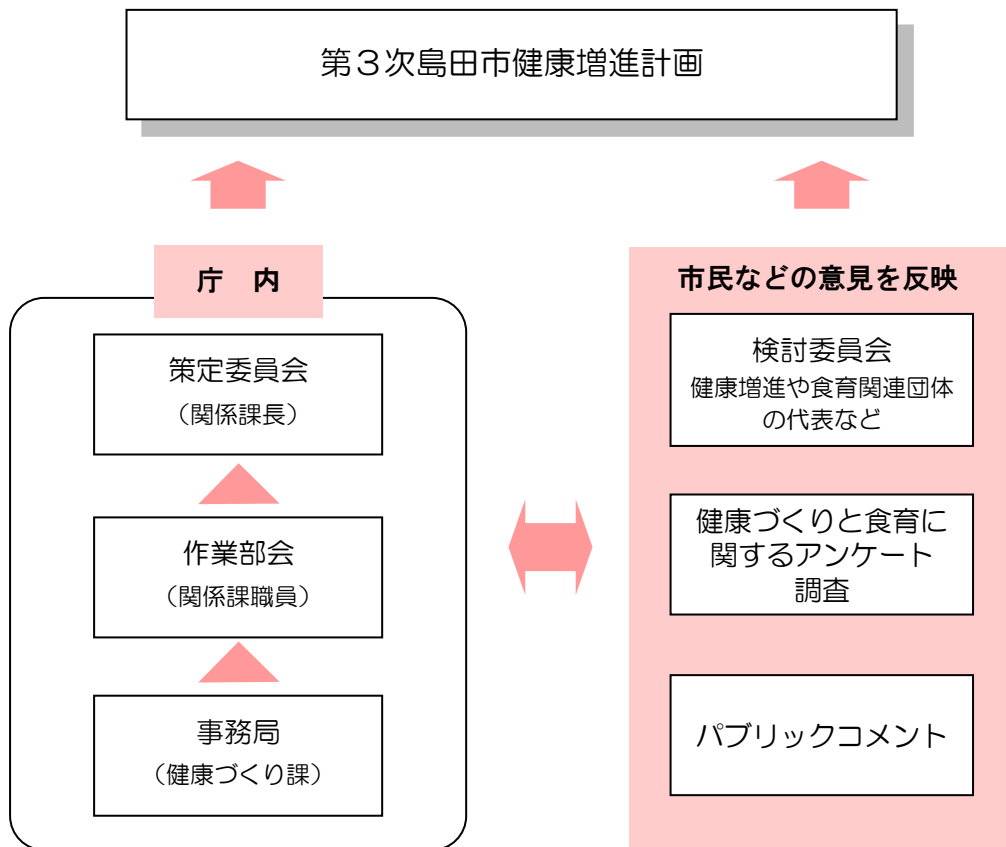 第３次島田市健康増進計画
庁　内
策定委員会
（関係課長）
作業部会
（関係課職員）
事務局
（健康づくり課）
市民などの意見を反映
検討委員会
健康増進や食育関連団体
の代表など
健康づくりと食育に
関するアンケート
調査
パブリックコメント